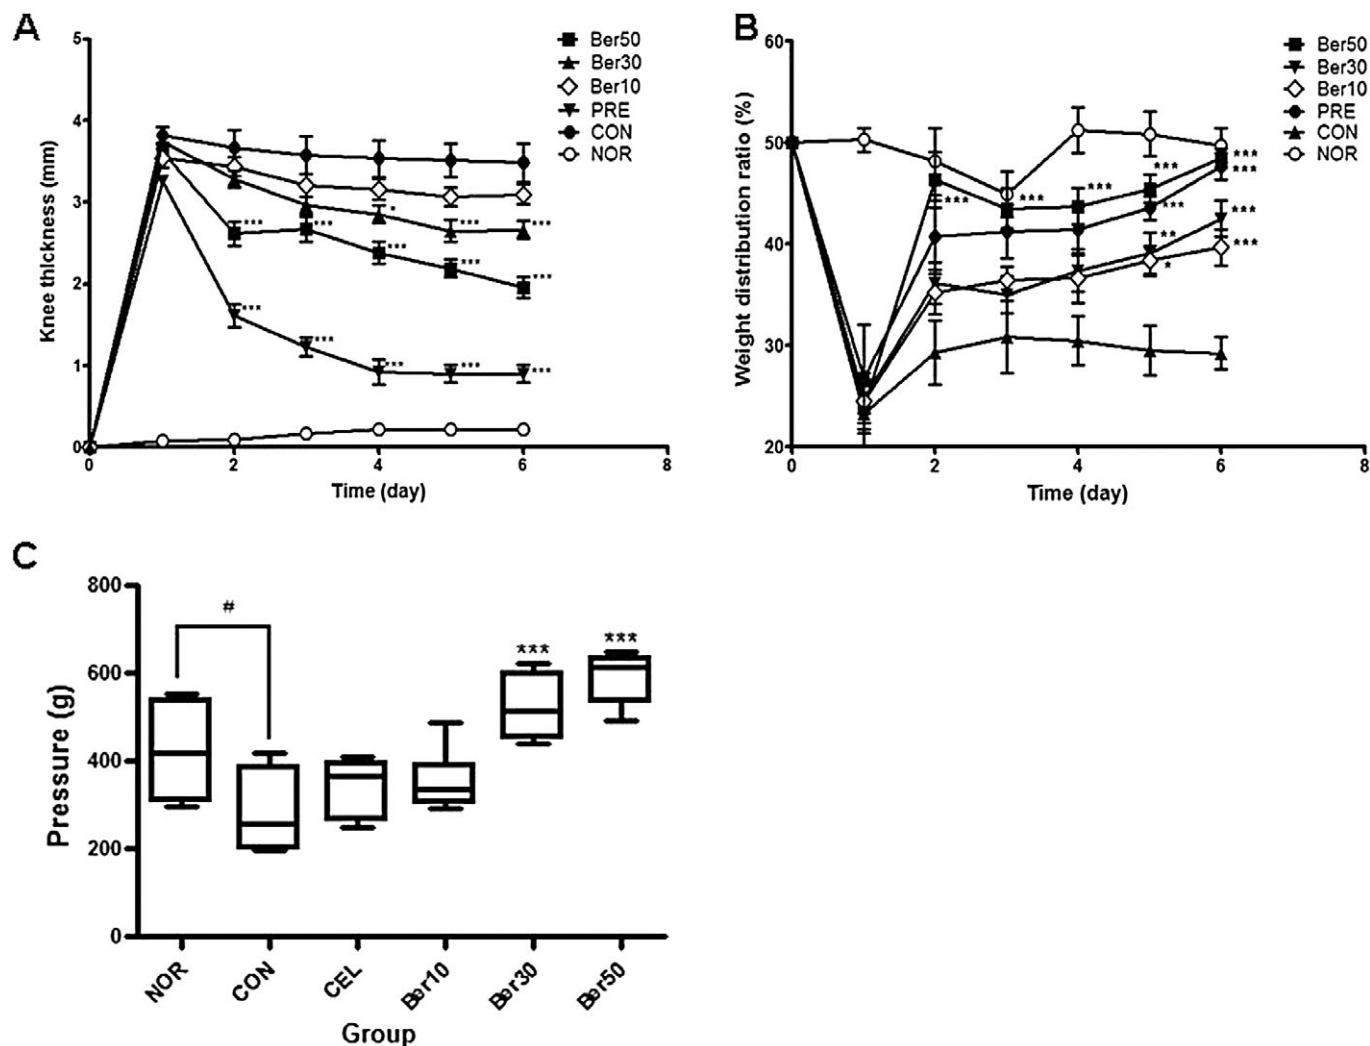 A
Knee thickness (mm)
5
4
3
2
1
0
0 2 4 6 8
Time (day)
Ber50
Ber30
Ber10
PRE
CON
NOR
***
***
*
***
***
***
***
***
***
***
***
***
***
***
B
Weight distribution ratio (%)
60
50
40
30
20
0 2 4 6 8
Time (day)
Ber50
Ber30
Ber10
PRE
CON
NOR
***
***
***
***
***
**
*
***
***
***
***
C
Pressure (g)
800
600
400
200
0
#
***
***
NOR CON CEL Ber10 Ber30 Ber50
Group